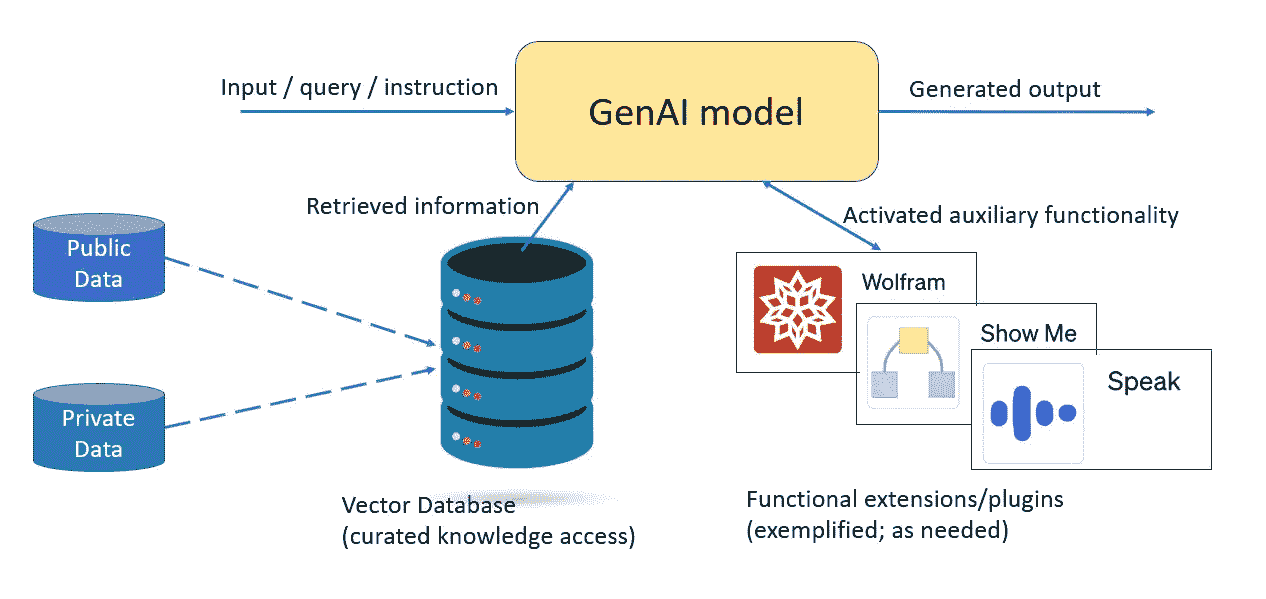 GenAI model
Input / query / instruction
Generated output
Retrieved information
Activated auxiliary functionality
Public
Data
Private
Data
Wolfram
Show Me
Speak
Vector Database
(curated knowledge access)
Functional extensions/plugins
(exemplified; as needed)